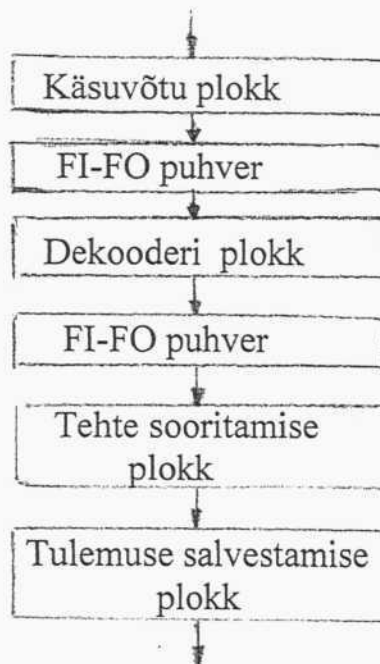 Käsuvõtu plokk
FI-FO puhver
Dekooderi plokk
FI-FO puhver
Tehte sooritamise
plokk
Tulemuse salvestamise
plokk